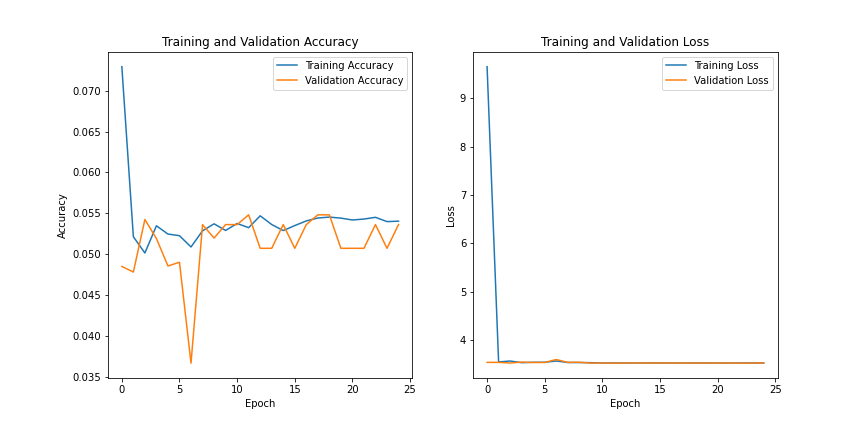 Training and Validation Accuracy
Training Accuracy
Validation Accuracy
0.070
0.065
0.060
0.055
0.050
0.045
0.040
0.035
Accuracy
0 5 10 15 20 25
Epoch
Training and Validation Loss
Training Loss
Validation Loss
9
8
7
6
5
4
Loss
0 5 10 15 20 25
Epoch